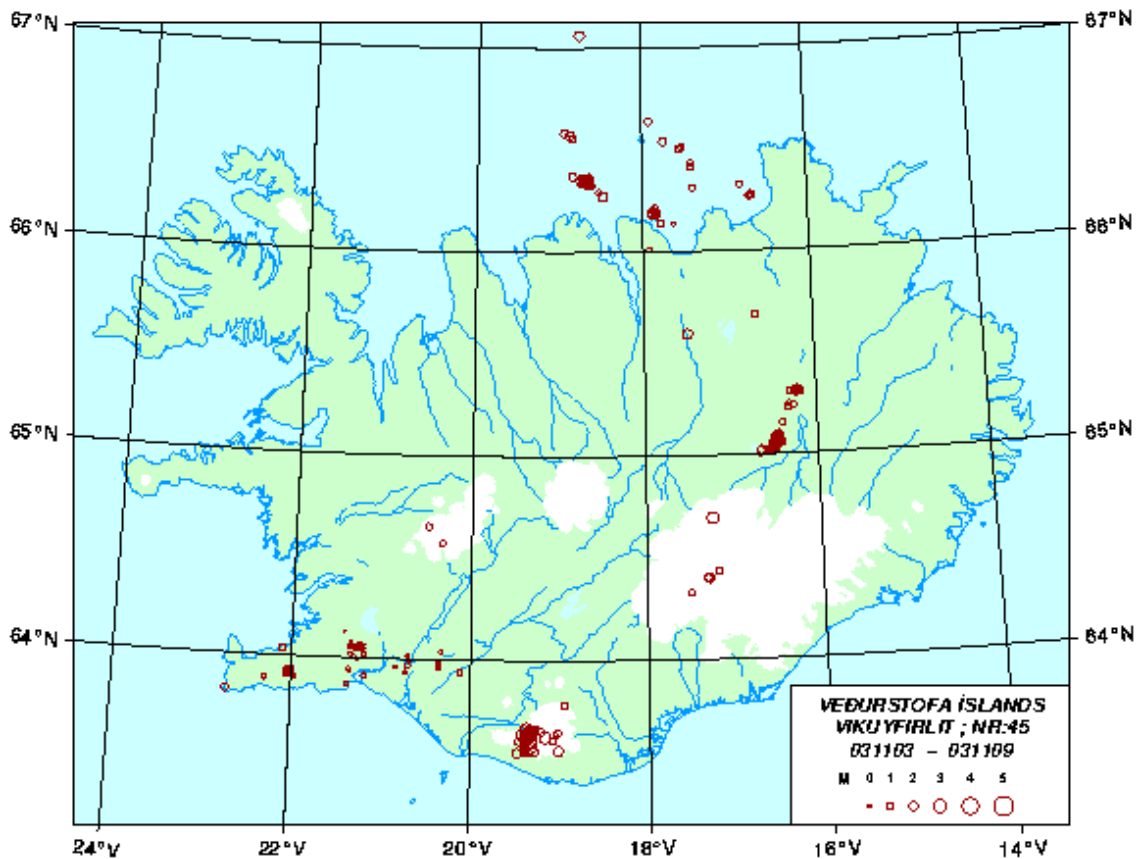 67°N 67°N
66°N 66°N
65°N 65°N
64°N 64°N
VEÐURSTOFA ÍSLANDS
VIKUYFIRLIT ; NR:45
031103 - 031109
M 0 1 2 3 4 5
24°V 22°V 20°V 18°V 16°V 14°V